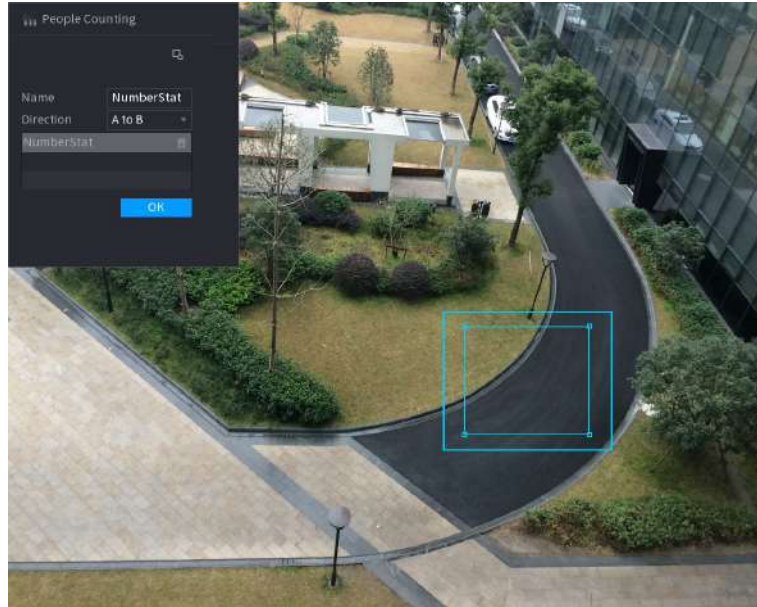 People Counting
Name NumberStat
Direction A to B
NumberStat
OK